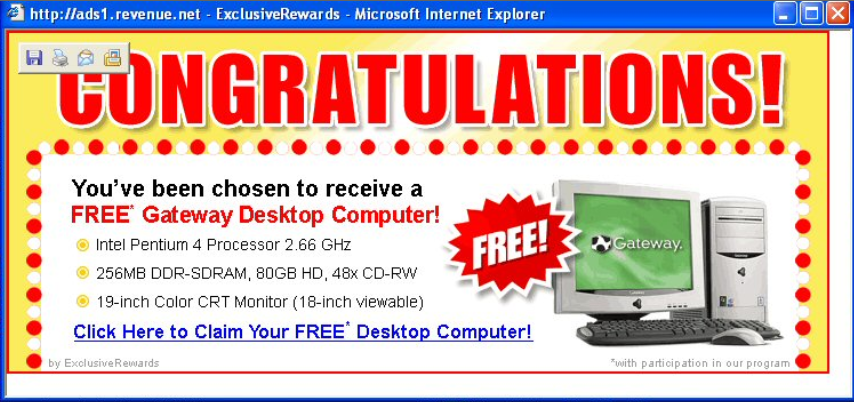 http://ads1.revenue.net - ExclusiveRewards - Microsoft Internet Explorer
CONGRATULATIONS!
You've been chosen to receive a
FREE* Gateway Desktop Computer!
Intel Pentium 4 Processor 2.66 GHz
256MB DDR-SDRAM, 80GB HD, 48x CD-RW
19-inch Color CRT Monitor (18-inch viewable)
Click Here to Claim Your FREE* Desktop Computer!
FREE!
Gateway.
by ExclusiveRewards
*with participation in our program